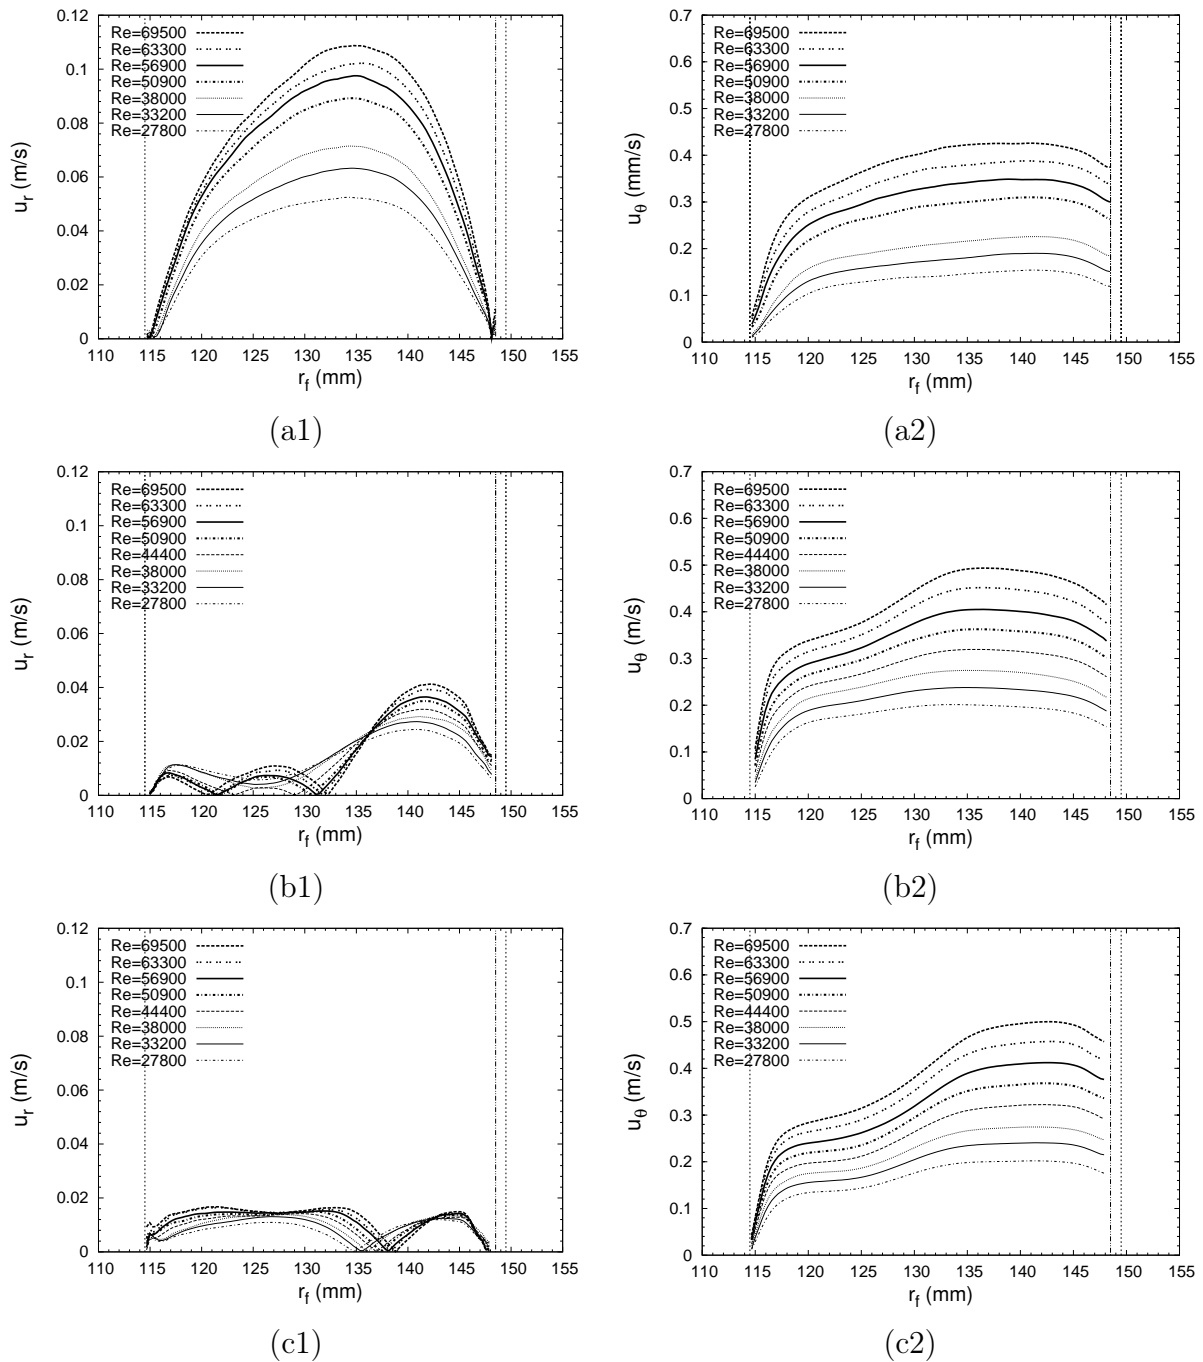 0.12
0.1
0.08
0.06
0.04
0.02
0
u_r (m/s)
Re=69500
Re=63300
Re=56900
Re=50900
Re=38000
Re=33200
Re=27800
110 115 120 125 130 135 140 145 150 155
r_f (mm)
(a1)
0.7
0.6
0.5
0.4
0.3
0.2
0.1
0
u_θ (mm/s)
Re=69500
Re=63300
Re=56900
Re=50900
Re=38000
Re=33200
Re=27800
110 115 120 125 130 135 140 145 150 155
r_f (mm)
(a2)
0.12
0.1
0.08
0.06
0.04
0.02
0
u_r (m/s)
Re=69500
Re=63300
Re=56900
Re=50900
Re=44400
Re=38000
Re=33200
Re=27800
110 115 120 125 130 135 140 145 150 155
r_f (mm)
(b1)
0.7
0.6
0.5
0.4
0.3
0.2
0.1
0
u_θ (m/s)
Re=69500
Re=63300
Re=56900
Re=50900
Re=44400
Re=38000
Re=33200
Re=27800
110 115 120 125 130 135 140 145 150 155
r_f (mm)
(b2)
0.12
0.1
0.08
0.06
0.04
0.02
0
u_r (m/s)
Re=69500
Re=63300
Re=56900
Re=50900
Re=44400
Re=38000
Re=33200
Re=27800
110 115 120 125 130 135 140 145 150 155
r_f (mm)
(c1)
0.7
0.6
0.5
0.4
0.3
0.2
0.1
0
u_θ (m/s)
Re=69500
Re=63300
Re=56900
Re=50900
Re=44400
Re=38000
Re=33200
Re=27800
110 115 120 125 130 135 140 145 150 155
r_f (mm)
(c2)